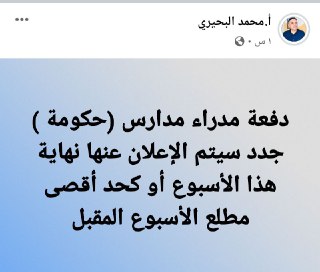 أ.محمد البحيري
١ س ·
دفعة مدراء مدارس (حكومة )
جدد سيتم الإعلان عنها نهاية
هذا الأسبوع أو كحد أقصى
مطلع الأسبوع المقبل